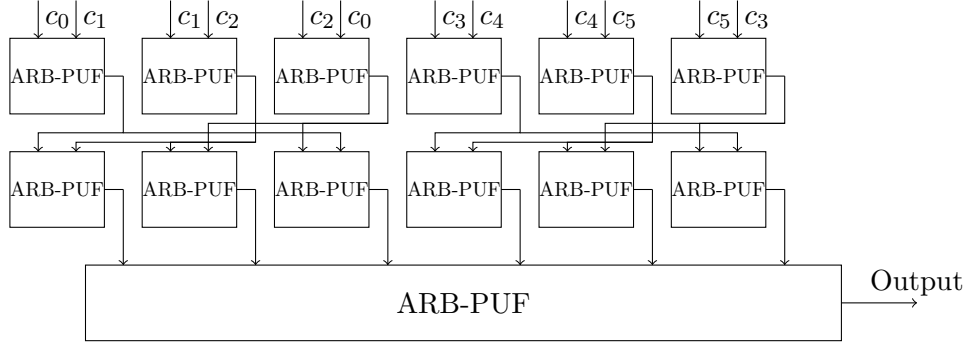 c₀ c₁ c₁ c₂ c₂ c₀ c₃ c₄ c₄ c₅ c₅ c₃
ARB-PUF ARB-PUF ARB-PUF ARB-PUF ARB-PUF ARB-PUF
ARB-PUF ARB-PUF ARB-PUF ARB-PUF ARB-PUF ARB-PUF
Output
ARB-PUF